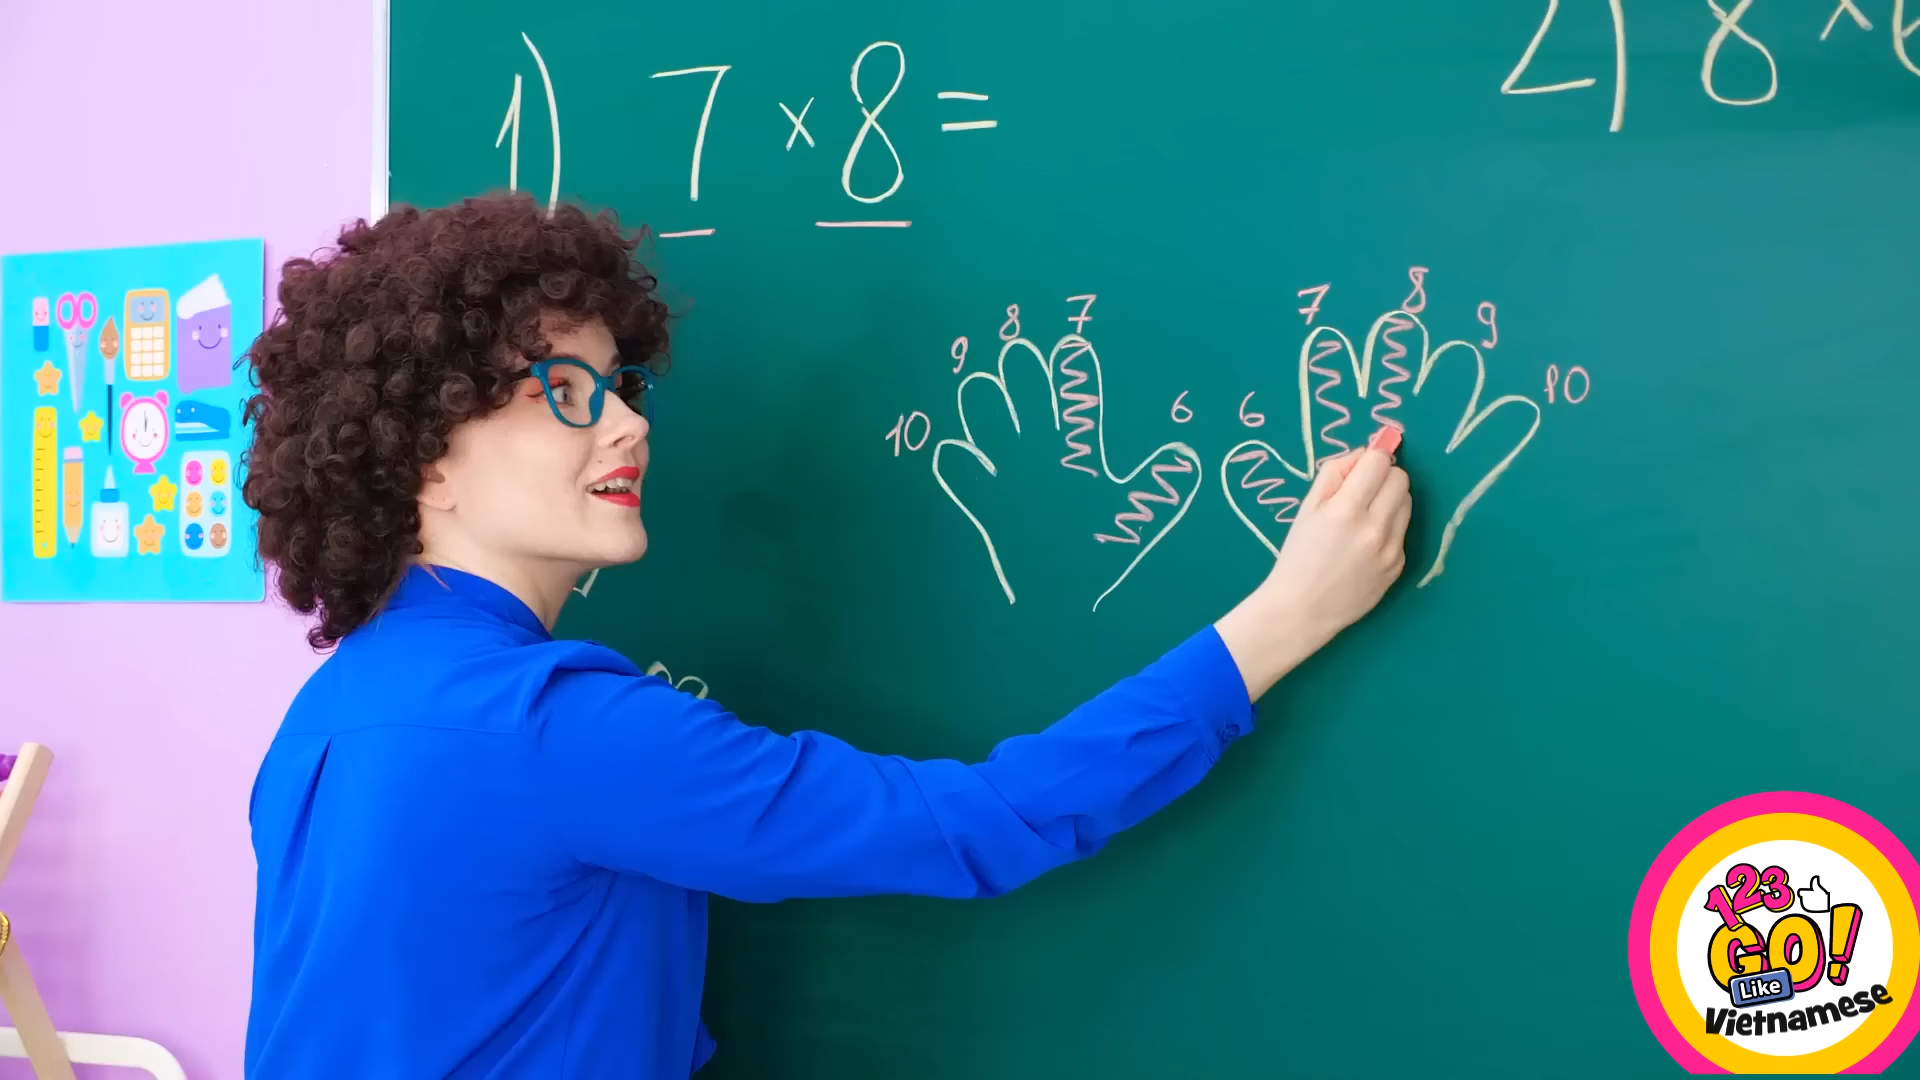 1) 7 × 8 =
2) 8 ×
10 9 8 7 6
6 7 8 9 10
123
GO!
Like
Vietnamese